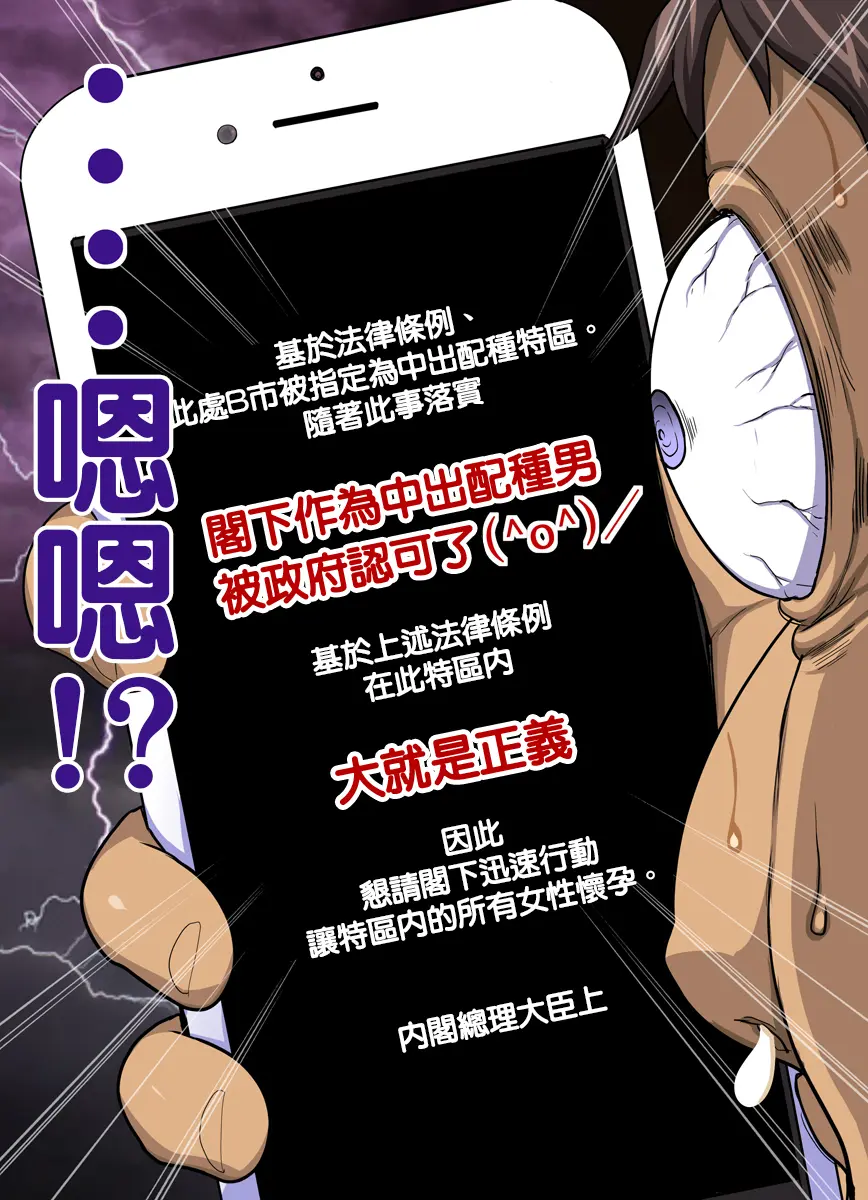 ・・・・嗯嗯!?
基於法律條例、
此處B市被指定為中出配種特區。
隨著此事落實
閣下作為中出配種男
被政府認可了(^o^)／
基於上述法律條例
在此特區內
大就是正義
因此
懇請閣下迅速行動
讓特區內的所有女性懷孕。
內閣總理大臣上